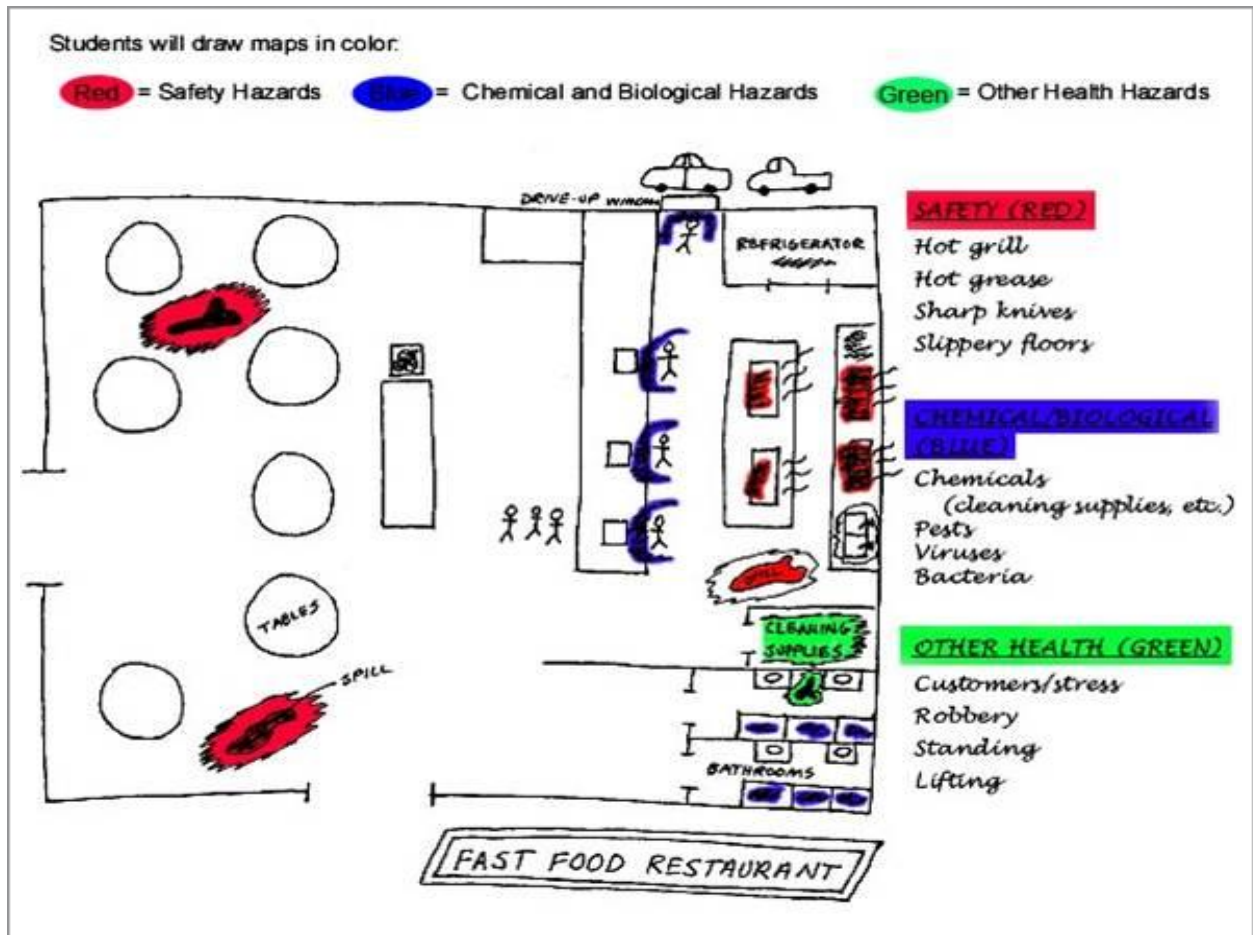 Students will draw maps in color:
Red = Safety Hazards
Blue = Chemical and Biological Hazards
Green = Other Health Hazards
DRIVE-UP WINDOW
REFRIGERATOR
SPILL
CLEANING
SUPPLIES
TABLES
SPILL
BATHROOMS
FAST FOOD RESTAURANT
SAFETY (RED)
Hot grill
Hot grease
Sharp knives
Slippery floors
CHEMICAL/BIOLOGICAL
(BLUE)
Chemicals
(cleaning supplies, etc.)
Pests
Viruses
Bacteria
OTHER HEALTH (GREEN)
Customers/stress
Robbery
Standing
Lifting